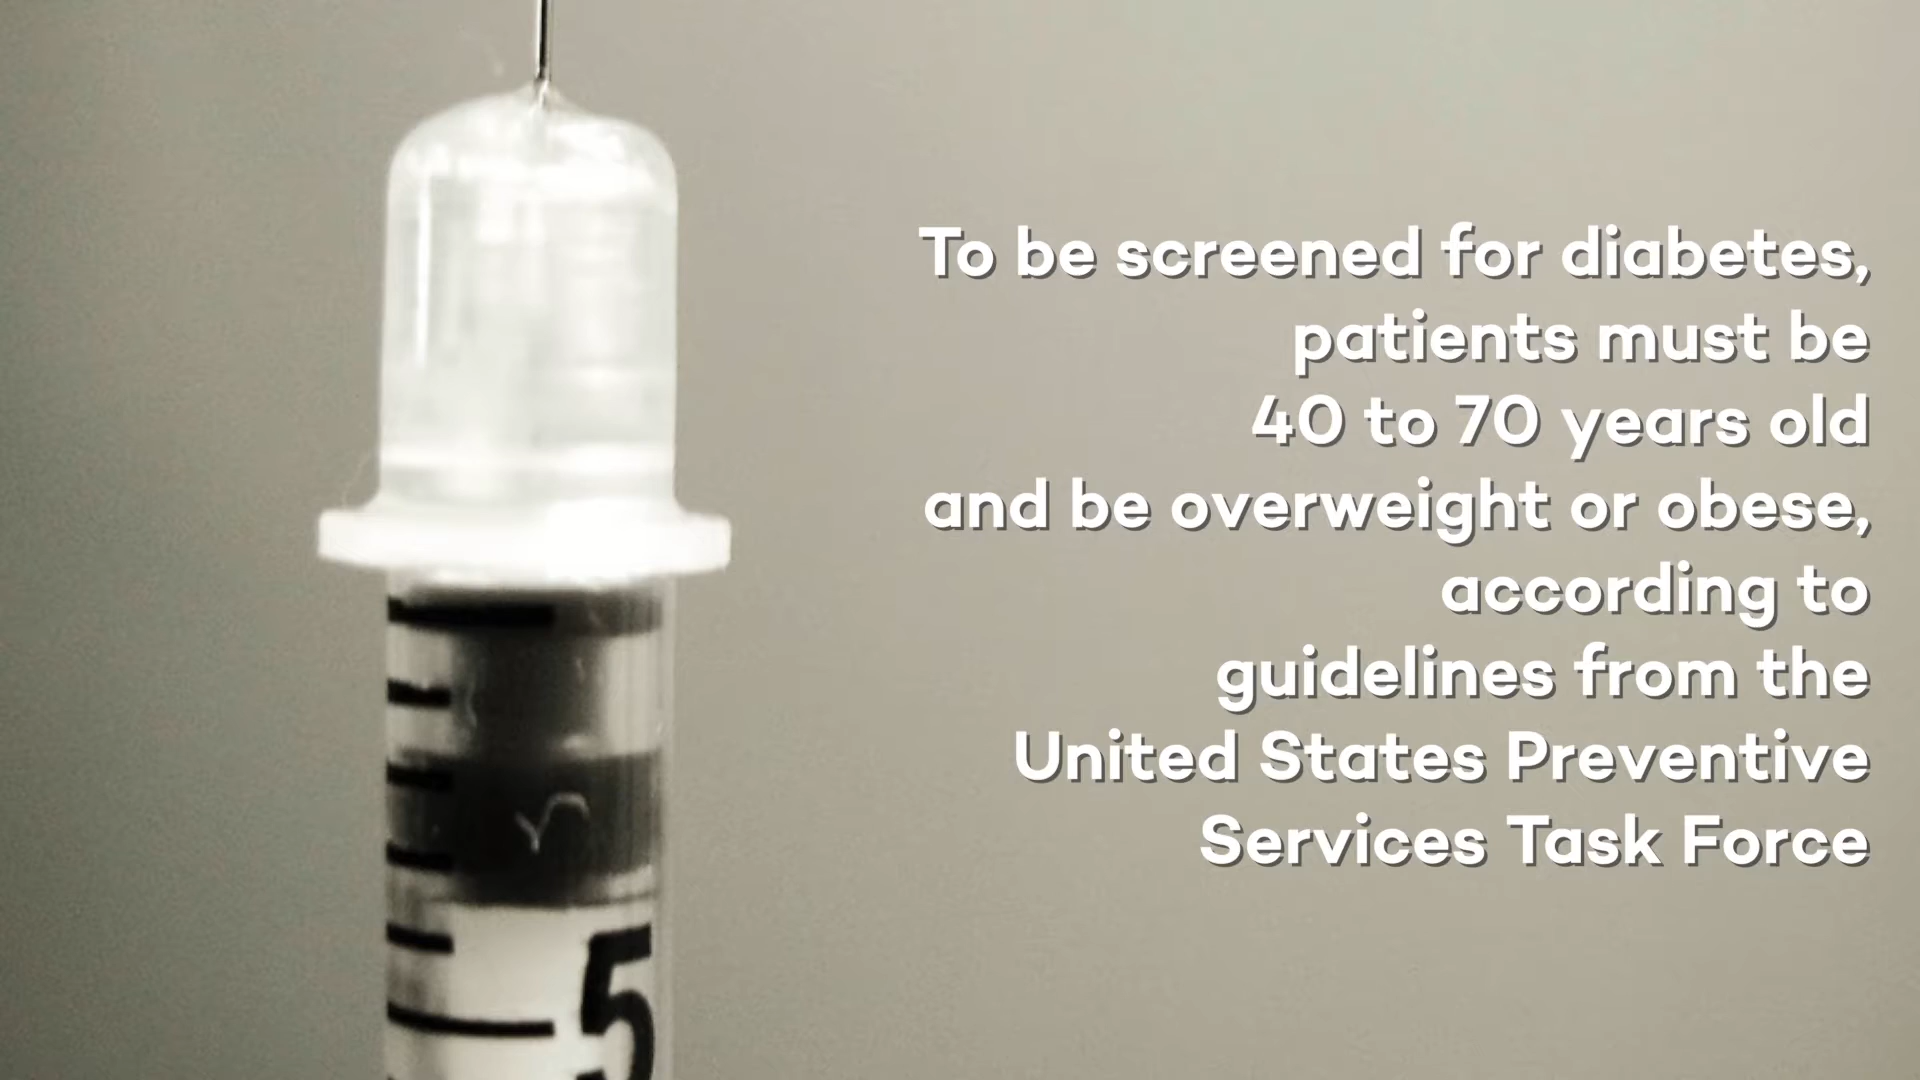 To be screened for diabetes,
patients must be
40 to 70 years old
and be overweight or obese,
according to
guidelines from the
United States Preventive
Services Task Force
5